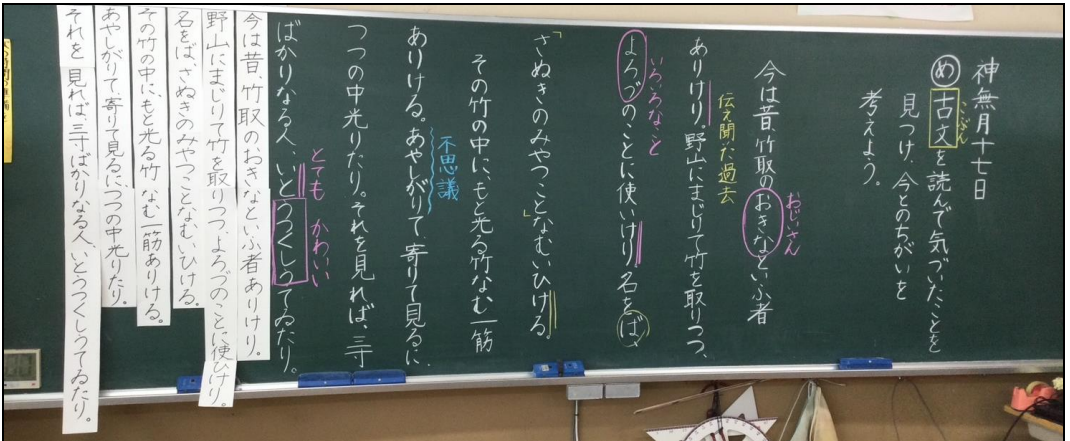 神無月十七日
め 古文を読んで気づいたことを
こぶん
見つけ、今とのちがいを
考えよう。
今は昔、竹取のおきなといふ者
おじいさん
ありけり。野山にまじりて竹を取りつつ、
伝え聞いた過去
よろづのことに使いけり。名をば、
いろいろなこと
「さぬきのみやつこ」となむいひける。
その竹の中に、もと光る竹なむ一筋
ありける。あやしがりて、寄りて見るに、
不思議
つつの中光りたり。それを見れば、三寸
ばかりなる人、いとうつくしうてゐたり。
とても かわいい
今は昔、竹取のおきなといふ者ありけり。
野山にまじりて竹を取りつつ、よろづのことに使ひけり。
名をば、さぬきのみやつことなむいひける。
その竹の中に、もと光る竹なむ一筋ありける。
あやしがりて、寄りて見るに、つつの中光りたり。
それを見れば、三寸ばかりなる人、いとうつくしうてゐたり。